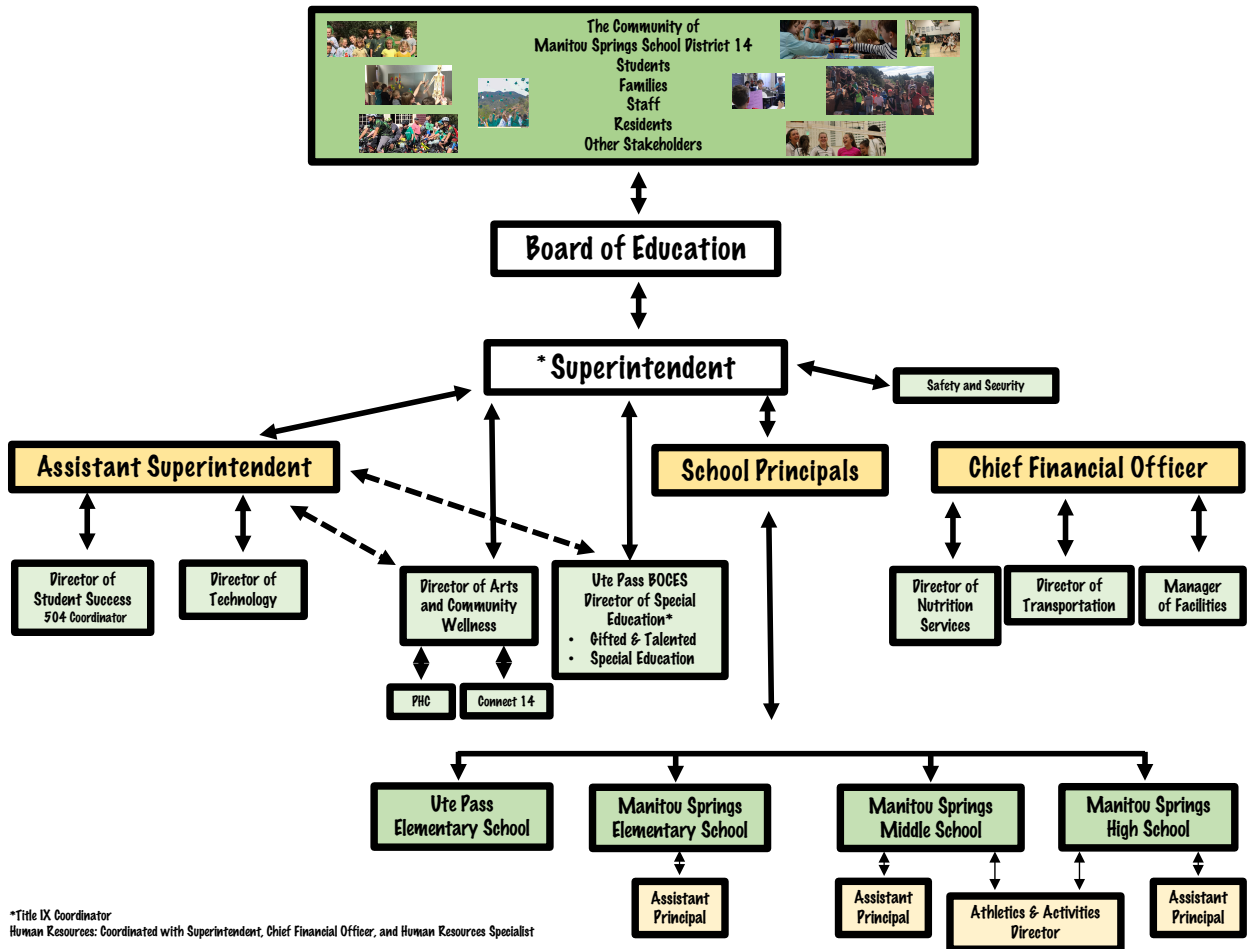 The Community of
Manitou Springs School District 14
Students
Families
Staff
Residents
Other Stakeholders
Board of Education
* Superintendent
Safety and Security
Assistant Superintendent
School Principals
Chief Financial Officer
Director of
Student Success
504 Coordinator
Director of
Technology
Director of Arts
and Community
Wellness
Ute Pass BOCES
Director of Special
Education*
• Gifted & Talented
• Special Education
Director of
Nutrition
Services
Director of
Transportation
Manager
of Facilities
PHC
Connect 14
Ute Pass
Elementary School
Manitou Springs
Elementary School
Manitou Springs
Middle School
Manitou Springs
High School
Assistant
Principal
Assistant
Principal
Athletics & Activities
Director
Assistant
Principal
*Title IX Coordinator
Human Resources: Coordinated with Superintendent, Chief Financial Officer, and Human Resources Specialist